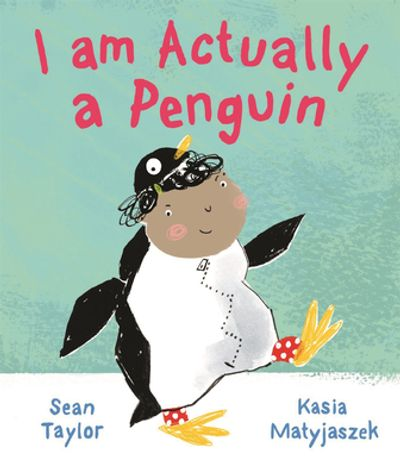 I am Actually
a Penguin
Sean Kasia
Taylor Matyjaszek